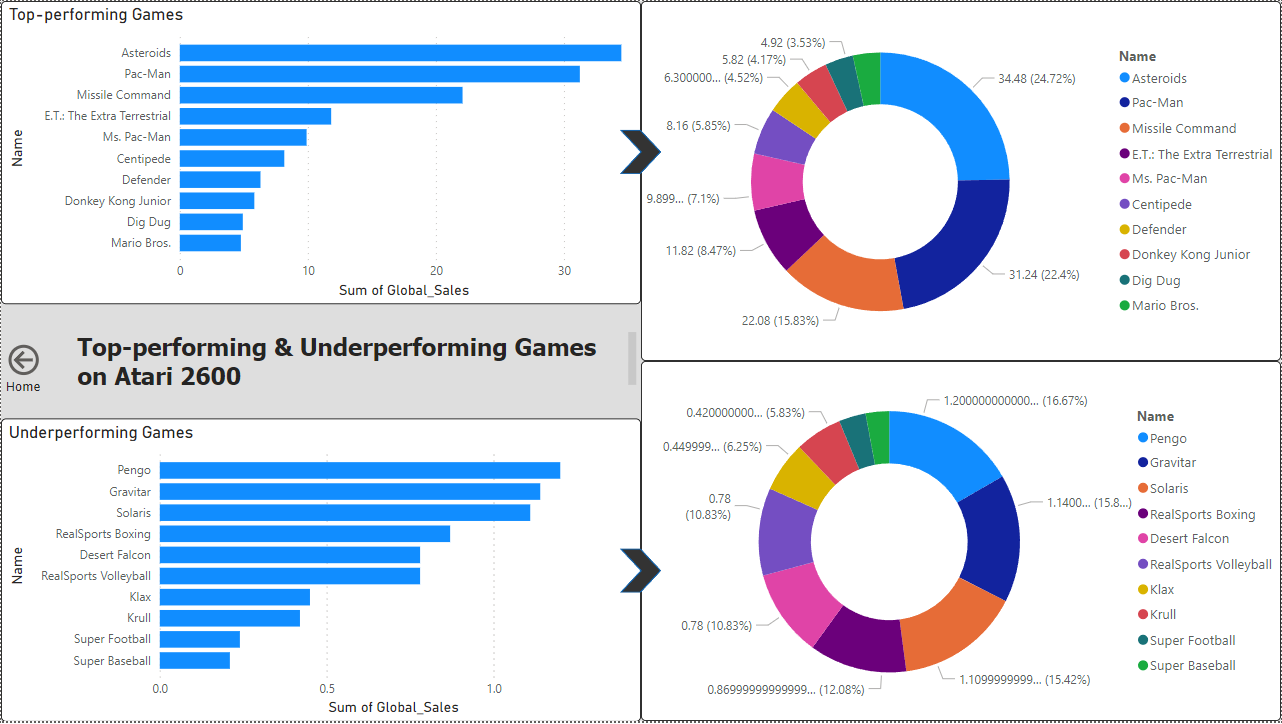 Top-performing Games
Name
Asteroids
Pac-Man
Missile Command
E.T.: The Extra Terrestrial
Ms. Pac-Man
Centipede
Defender
Donkey Kong Junior
Dig Dug
Mario Bros.
0 10 20 30
Sum of Global_Sales
4.92 (3.53%)
5.82 (4.17%)
6.300000... (4.52%)
8.16 (5.85%)
9.899... (7.1%)
11.82 (8.47%)
22.08 (15.83%)
31.24 (22.4%)
34.48 (24.72%)
Name
Asteroids
Pac-Man
Missile Command
E.T.: The Extra Terrestrial
Ms. Pac-Man
Centipede
Defender
Donkey Kong Junior
Dig Dug
Mario Bros.
Home
Top-performing & Underperforming Games
on Atari 2600
Underperforming Games
Name
Pengo
Gravitar
Solaris
RealSports Boxing
Desert Falcon
RealSports Volleyball
Klax
Krull
Super Football
Super Baseball
0.0 0.5 1.0
Sum of Global_Sales
0.420000000... (5.83%)
0.449999... (6.25%)
0.78
(10.83%)
0.78 (10.83%)
0.86999999999999... (12.08%)
1.1099999999... (15.42%)
1.1400... (15.8...)
1.200000000000... (16.67%)
Name
Pengo
Gravitar
Solaris
RealSports Boxing
Desert Falcon
RealSports Volleyball
Klax
Krull
Super Football
Super Baseball